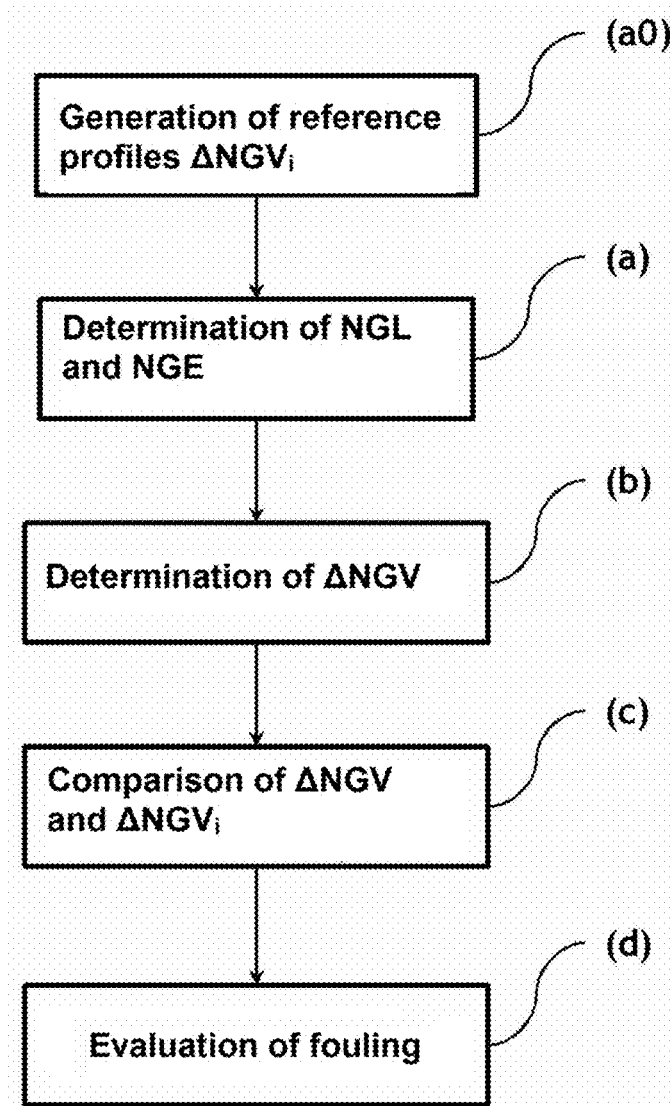 (a0)
Generation of reference
profiles ΔNGVᵢ
(a)
Determination of NGL
and NGE
(b)
Determination of ΔNGV
(c)
Comparison of ΔNGV
and ΔNGVᵢ
(d)
Evaluation of fouling